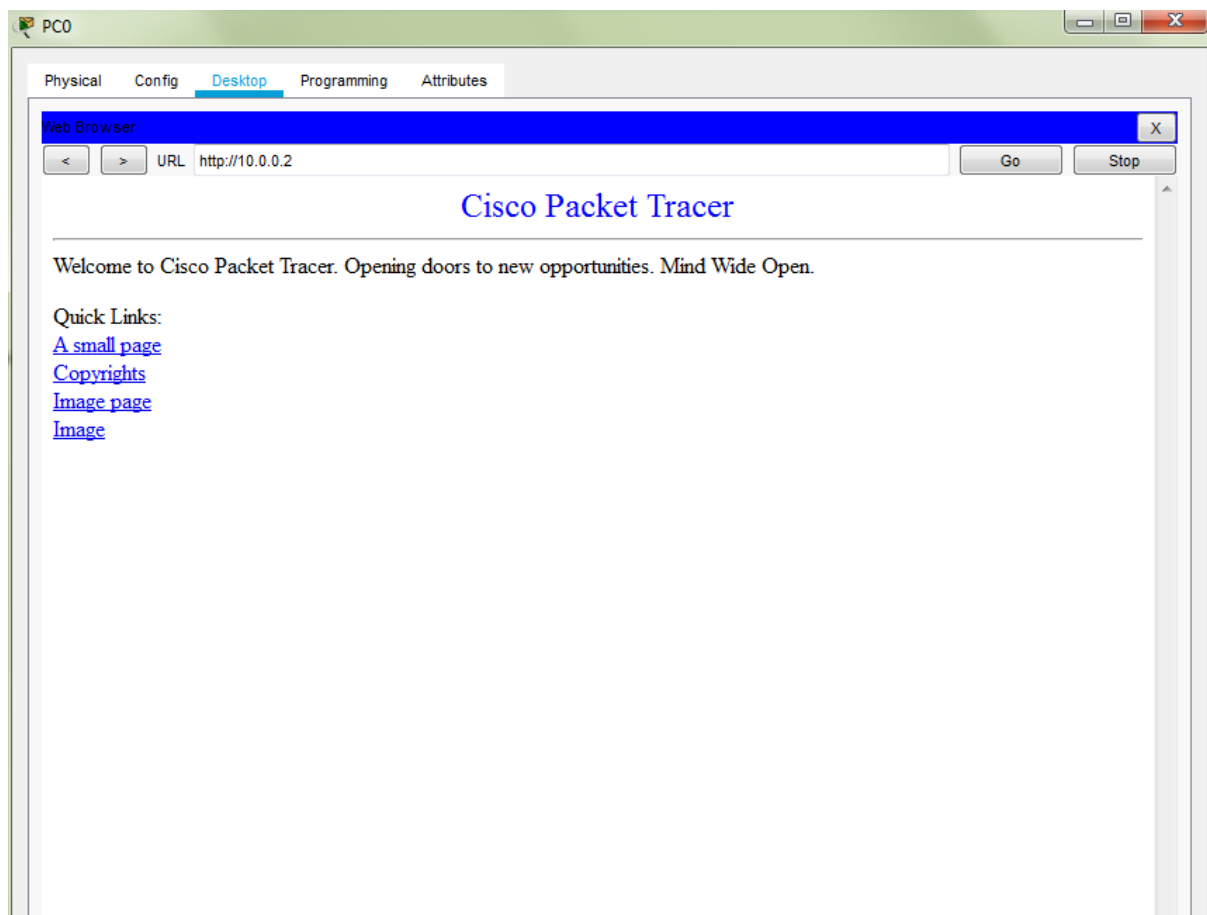 PC0
X
Physical Config Desktop Programming Attributes
Web Browser X
< > URL http://10.0.0.2 Go Stop
Cisco Packet Tracer
Welcome to Cisco Packet Tracer. Opening doors to new opportunities. Mind Wide Open.
Quick Links:
A small page
Copyrights
Image page
Image